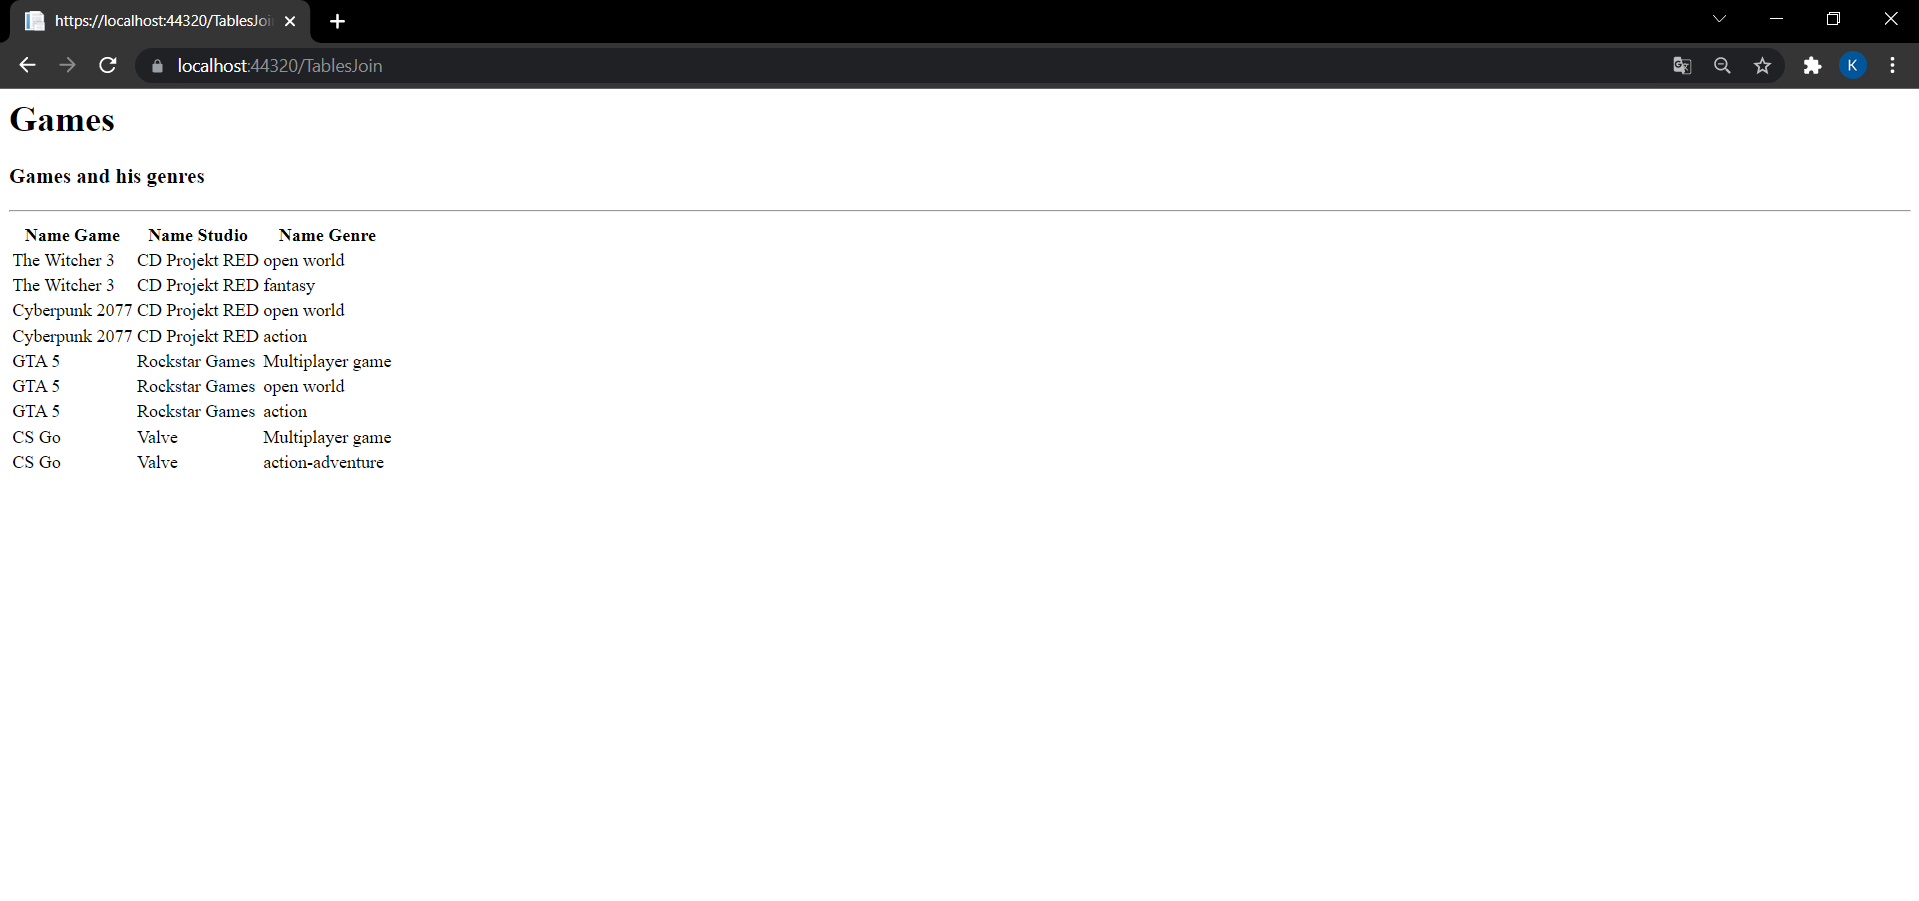 https://localhost:44320/TablesJoi
localhost:44320/TablesJoin
K
Games
Games and his genres
Name Game Name Studio Name Genre
The Witcher 3 CD Projekt RED open world
The Witcher 3 CD Projekt RED fantasy
Cyberpunk 2077 CD Projekt RED open world
Cyberpunk 2077 CD Projekt RED action
GTA 5 Rockstar Games Multiplayer game
GTA 5 Rockstar Games open world
GTA 5 Rockstar Games action
CS Go Valve Multiplayer game
CS Go Valve action-adventure